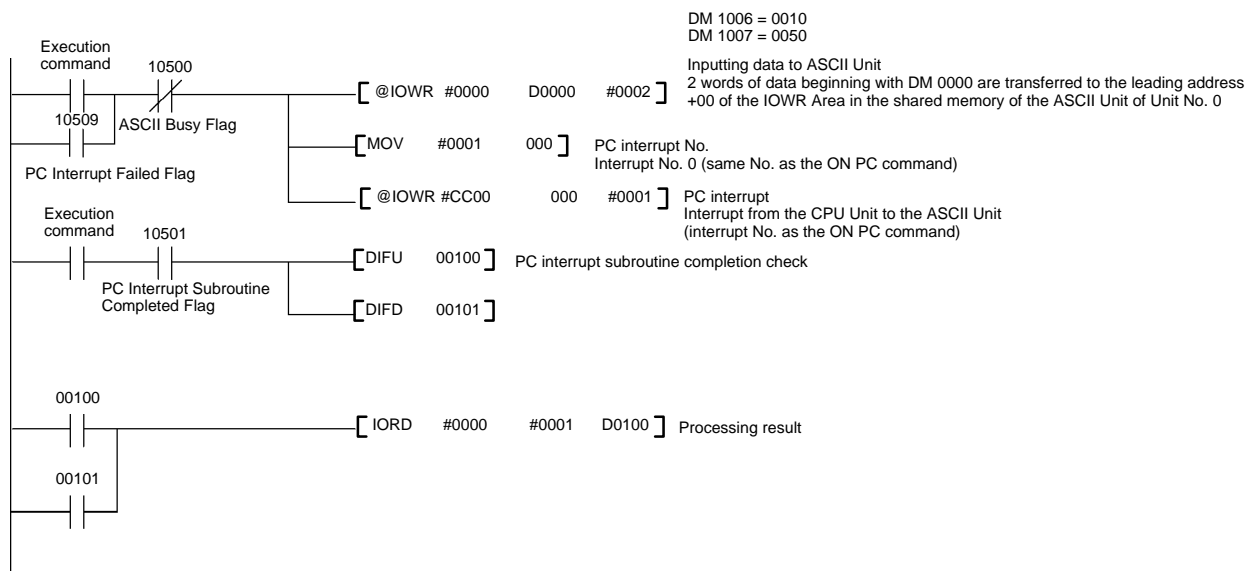 DM 1006 = 0010
DM 1007 = 0050
Execution
command
10500
Inputting data to ASCII Unit
@IOWR #0000 D0000 #0002
2 words of data beginning with DM 0000 are transferred to the leading address
+00 of the IOWR Area in the shared memory of the ASCII Unit of Unit No. 0
10509
ASCII Busy Flag
MOV #0001 000
PC interrupt No.
Interrupt No. 0 (same No. as the ON PC command)
PC Interrupt Failed Flag
@IOWR #CC00 000 #0001
PC interrupt
Interrupt from the CPU Unit to the ASCII Unit
(interrupt No. as the ON PC command)
Execution
command
10501
DIFU 00100
PC interrupt subroutine completion check
PC Interrupt Subroutine
Completed Flag
DIFD 00101
00100
IORD #0000 #0001 D0100
Processing result
00101